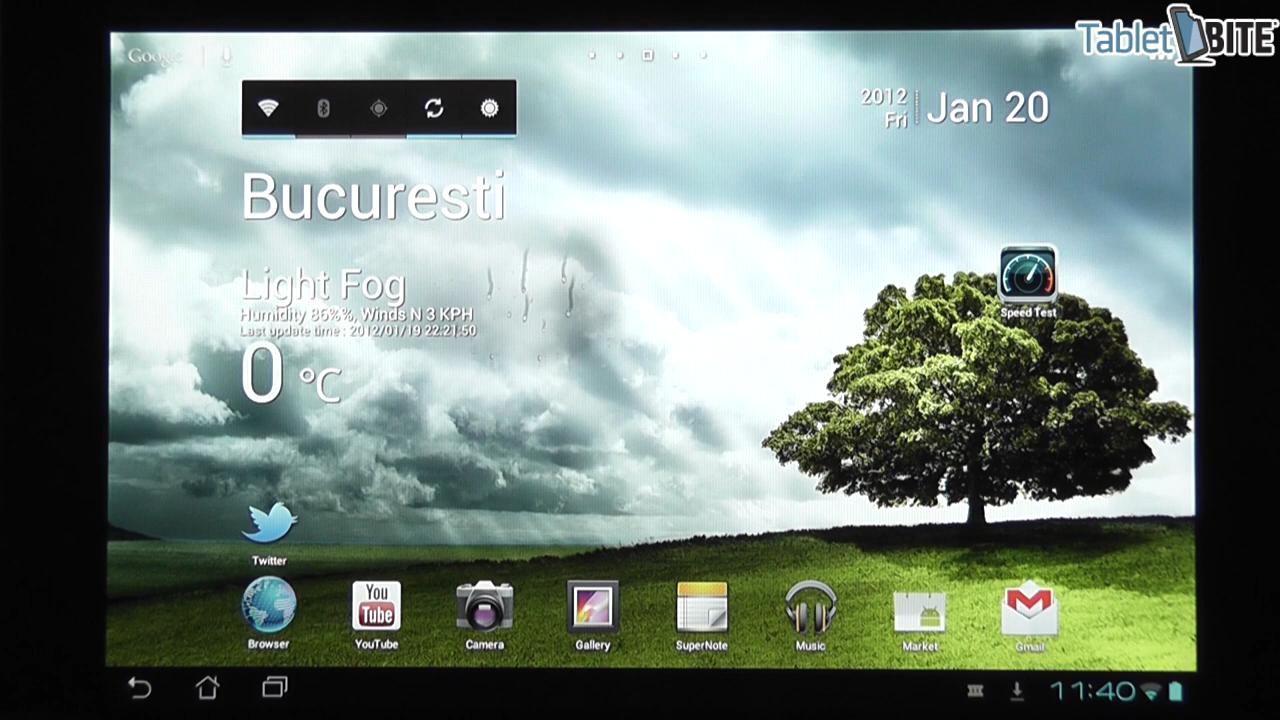 Tablet BITE
Google
2012
Fri
Jan 20
Bucuresti
Light Fog
Humidity 86%%, Winds N 3 KPH
Last update time : 2012/01/19 22:21:50
0 °C
Speed Test
Twitter
You
Tube
Browser
YouTube
Camera
Gallery
SuperNote
Music
Market
Gmail
11:40